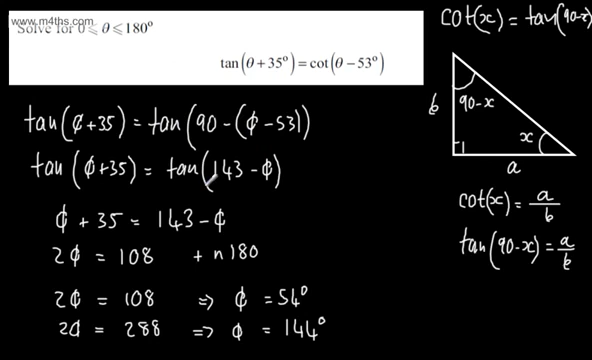 www.m4ths.com
Solve for 0 ⩽ θ ⩽ 180°
tan(θ + 35°) = cot(θ − 53°)
tan(ϕ+35) = tan(90 - (ϕ-53))
tan(ϕ+35) = tan(143 - ϕ)
ϕ + 35 = 143 - ϕ
2ϕ = 108 + n180
2ϕ = 108 => ϕ = 54°
2ϕ = 288 => ϕ = 144°
cot(x) = tan(90-x)
b
90-x
x
a
cot(x) = a/b
tan(90-x) = a/b